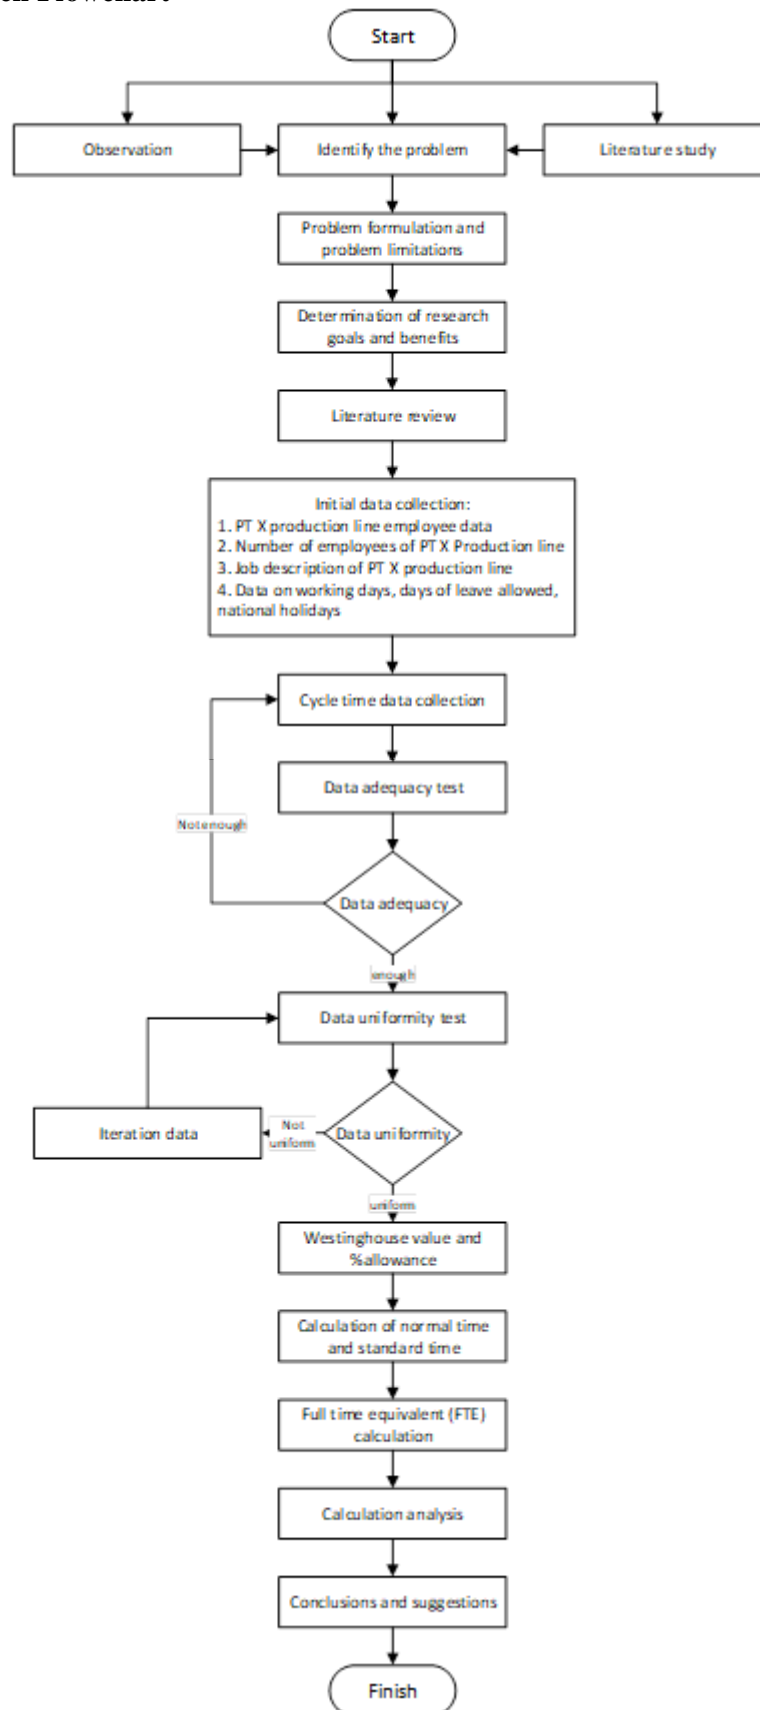 Start
Observation
Identify the problem
Literature study
Problem formulation and
problem limitations
Determination of research
goals and benefits
Literature review
Initial data collection:
1. PT X production line employee data
2. Number of employees of PT X Production line
3. Job description of PT X production line
4. Data on working days, days of leave allowed,
national holidays
Cycle time data collection
Data adequacy test
Not enough
Data adequacy
enough
Data uniformity test
Iteration data
Not
uniform
Data uniformity
uniform
Westinghouse value and
%allowance
Calculation of normal time
and standard time
Full time equivalent (FTE)
calculation
Calculation analysis
Conclusions and suggestions
Finish